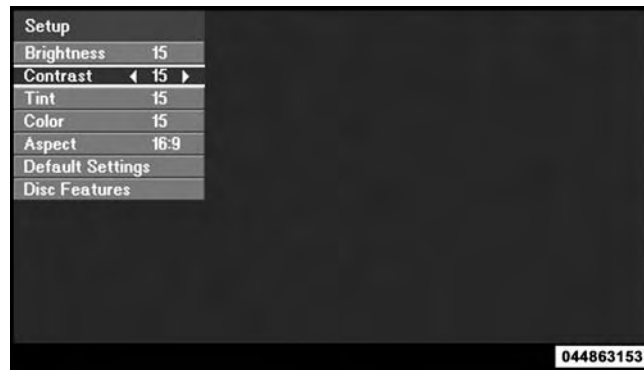 Setup
Brightness 15
Contrast 15
Tint 15
Color 15
Aspect 16:9
Default Settings
Disc Features
044863153